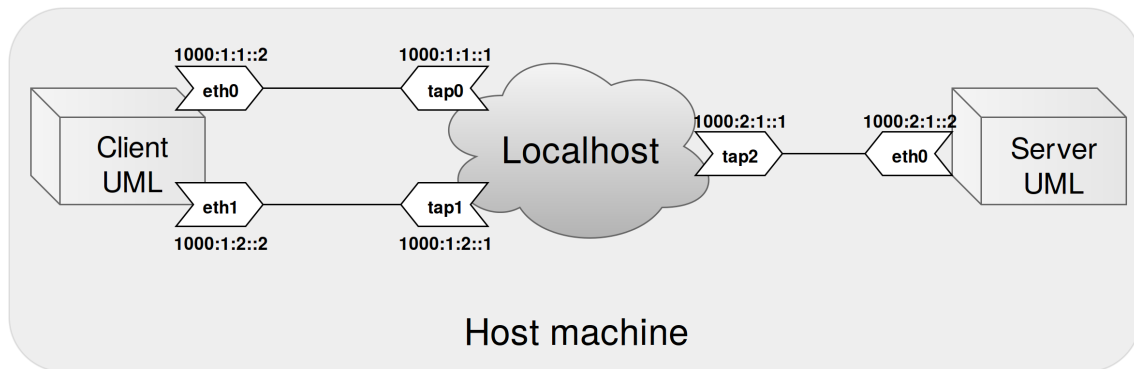 1000:1:1::2
1000:1:1::1
eth0
tap0
1000:2:1::1
1000:2:1::2
Client
UML
Localhost
tap2
eth0
Server
UML
eth1
tap1
1000:1:2::2
1000:1:2::1
Host machine